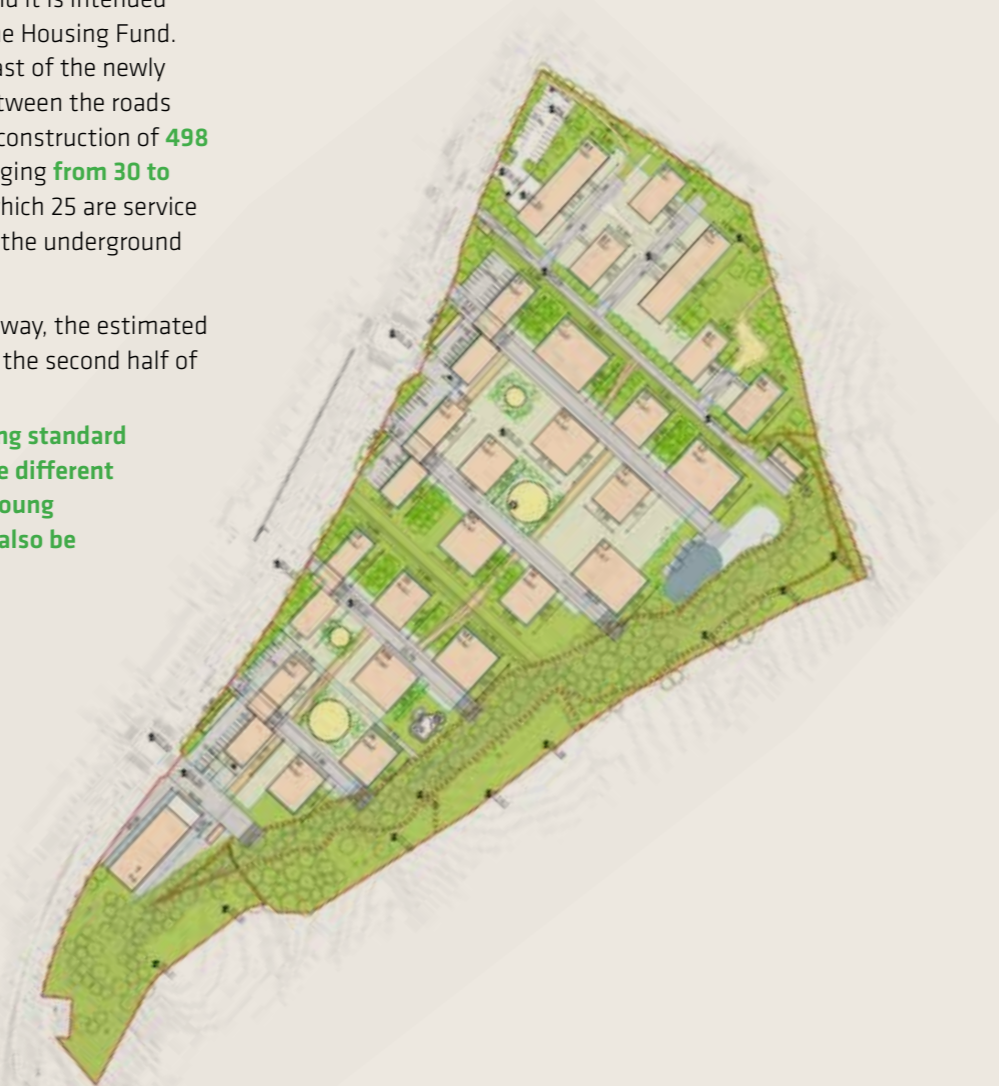 d it is intended
e Housing Fund.
ast of the newly
tween the roads
construction of 498
ging from 30 to
hich 25 are service
the underground
way, the estimated
the second half of
ng standard
e different
oung
also be